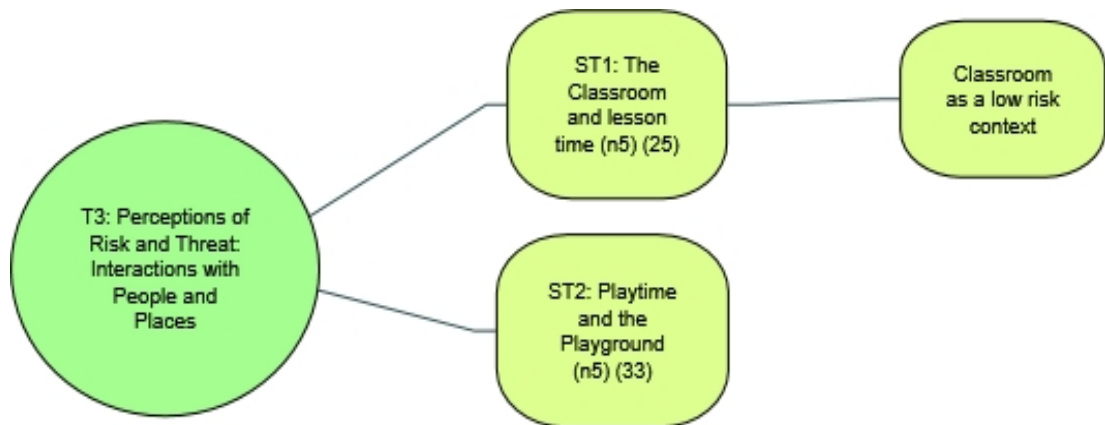 T3: Perceptions of
Risk and Threat:
Interactions with
People and
Places
ST1: The
Classroom
and lesson
time (n5) (25)
Classroom
as a low risk
context
ST2: Playtime
and the
Playground
(n5) (33)